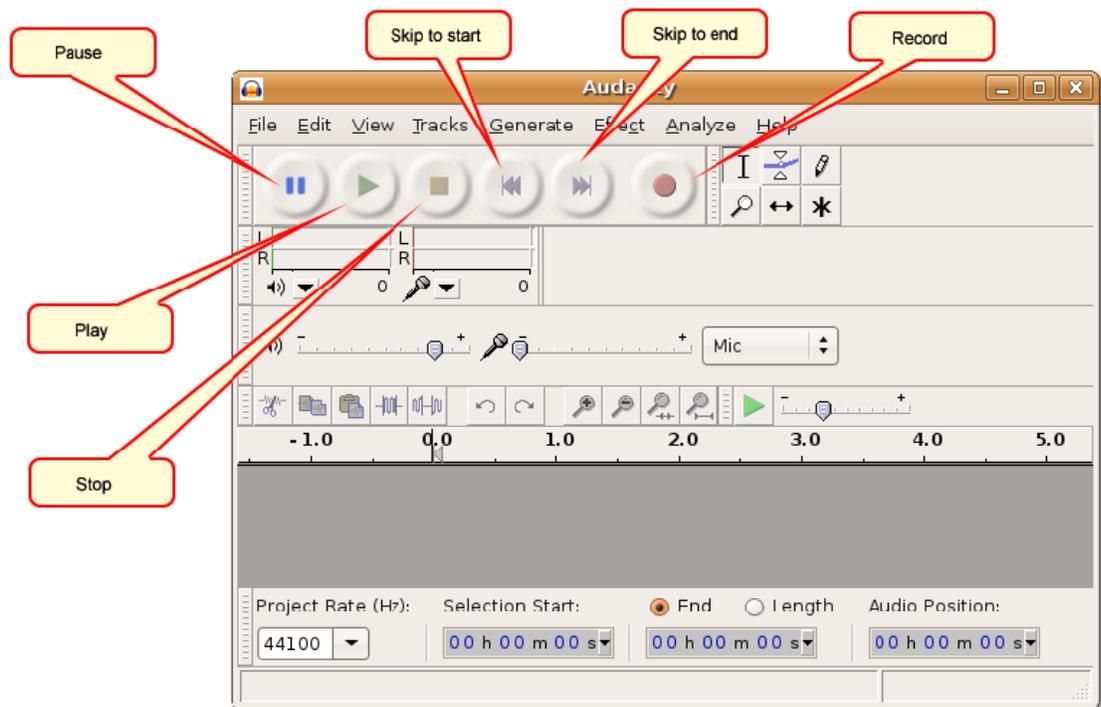 Pause
Skip to start
Skip to end
Record
Audacity
File Edit View Tracks Generate Effect Analyze Help
L
R
L
R
0
0
Play
- +
- +
Mic
- +
Stop
- 1.0 0.0 1.0 2.0 3.0 4.0 5.0
Project Rate (Hz): Selection Start: End Length Audio Position:
44100 00 h 00 m 00 s 00 h 00 m 00 s 00 h 00 m 00 s